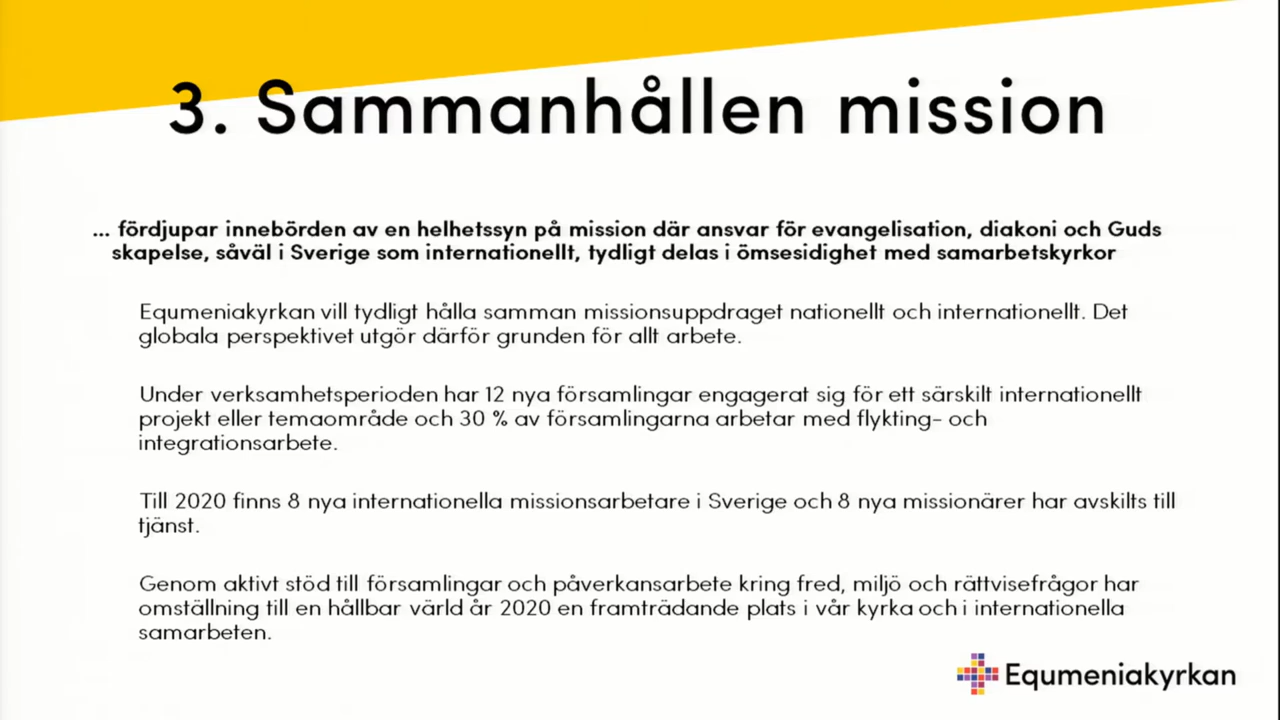 3. Sammanhållen mission
... fördjupar innebörden av en helhetssyn på mission där ansvar för evangelisation, diakoni och Guds
skapelse, såväl i Sverige som internationellt, tydligt delas i ömsesidighet med samarbetskyrkor
Equmeniakyrkan vill tydligt hålla samman missionsuppdraget nationellt och internationellt. Det
globala perspektivet utgör därför grunden för allt arbete.
Under verksamhetsperioden har 12 nya församlingar engagerat sig för ett särskilt internationellt
projekt eller temaområde och 30 % av församlingarna arbetar med flykting- och
integrationsarbete.
Till 2020 finns 8 nya internationella missionsarbetare i Sverige och 8 nya missionärer har avskilts till
tjänst.
Genom aktivt stöd till församlingar och påverkansarbete kring fred, miljö och rättvisefrågor har
omställning till en hållbar värld år 2020 en framträdande plats i vår kyrka och i internationella
samarbeten.
Equmeniakyrkan